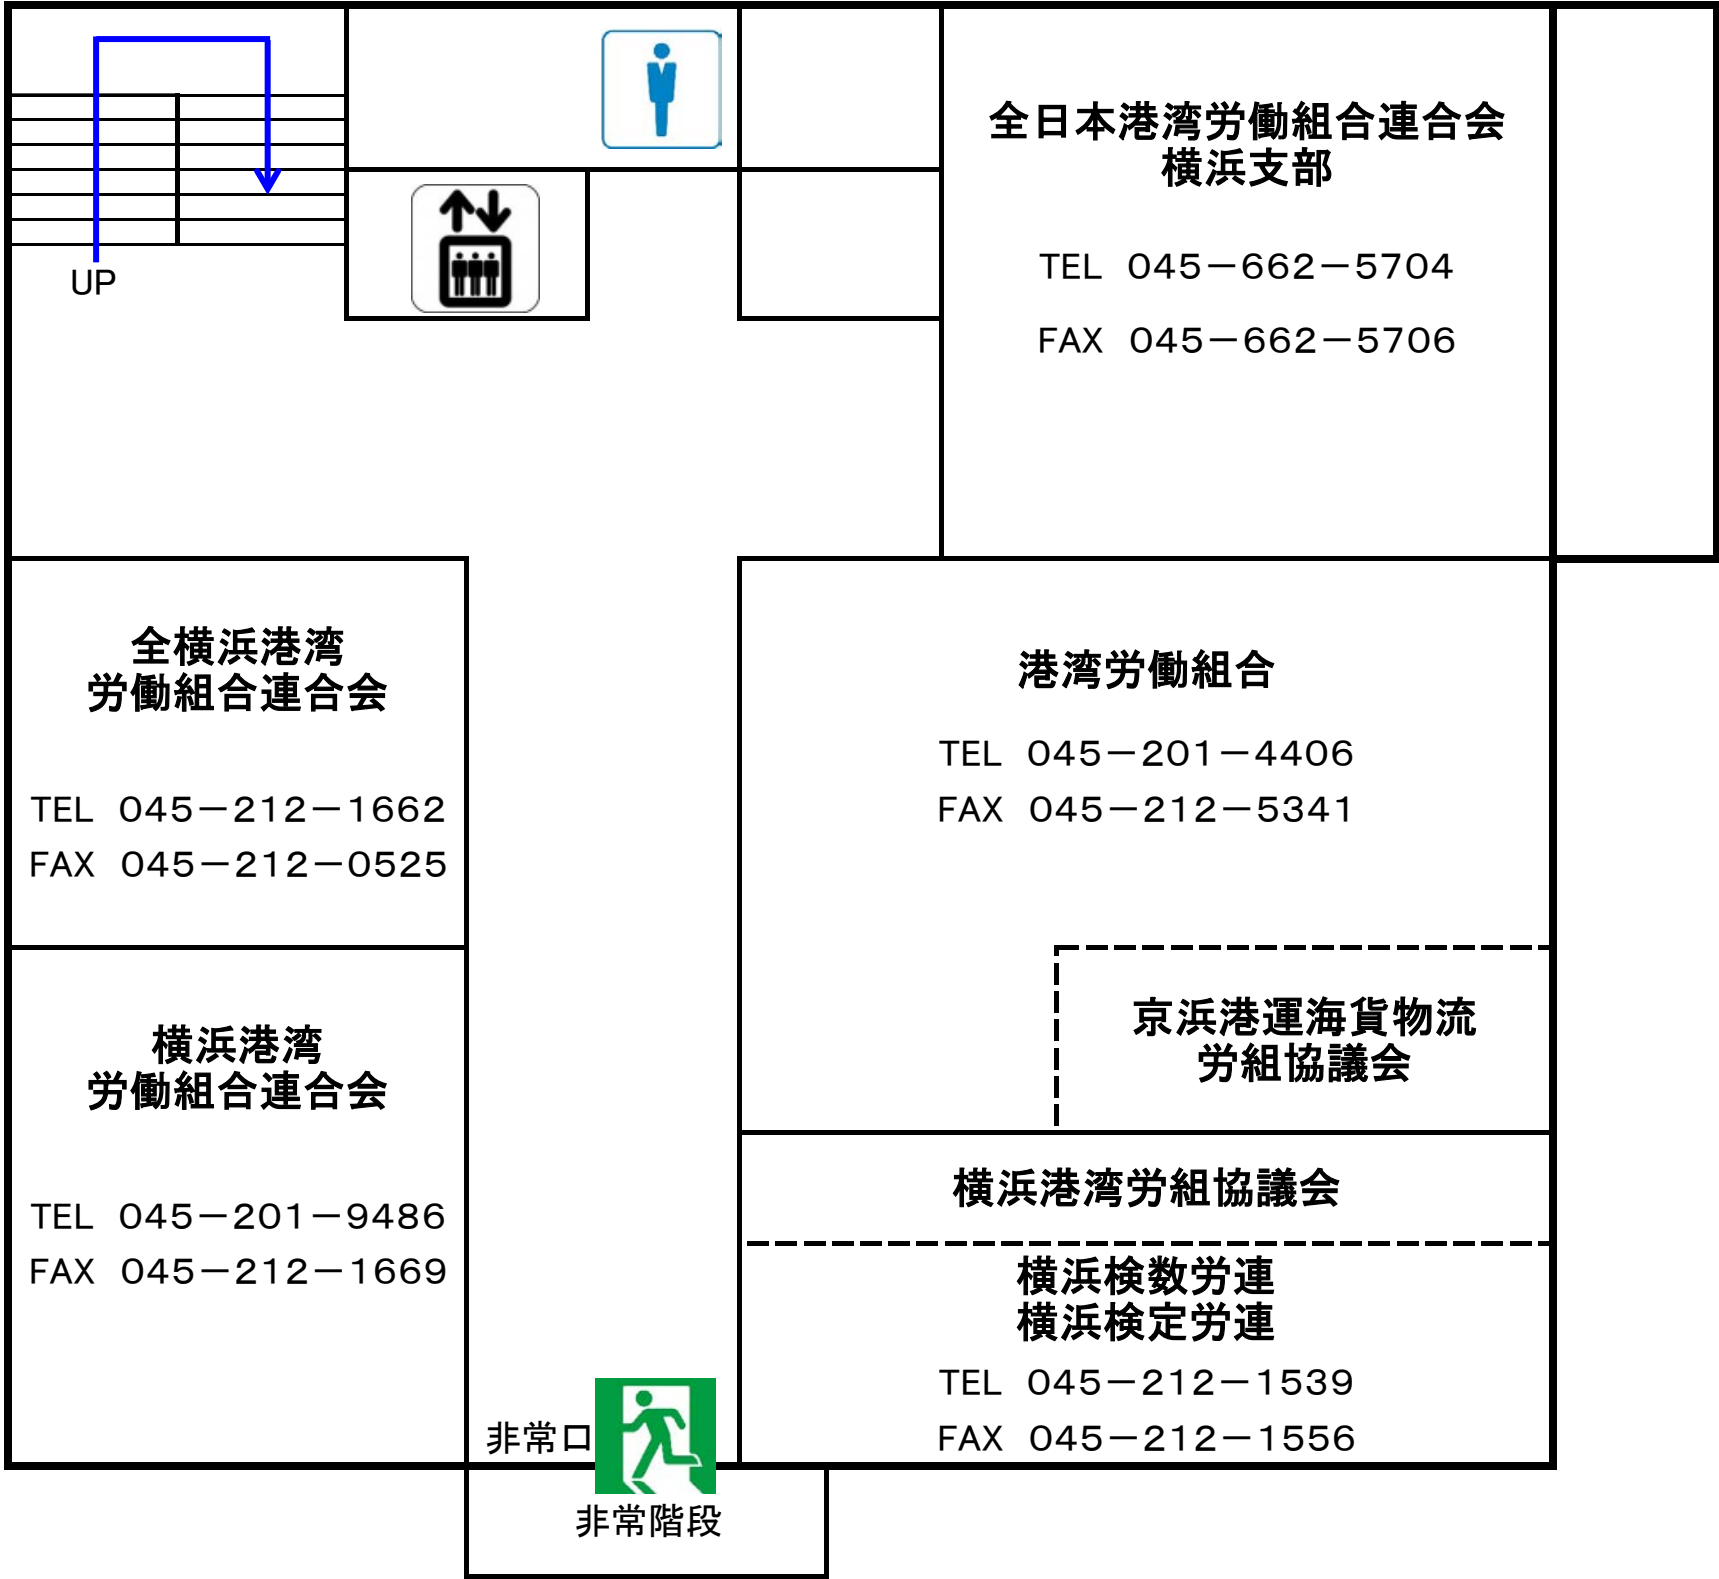 全日本港湾労働組合連合会
横浜支部
TEL 045－662－5704
FAX 045－662－5706
UP
全横浜港湾
労働組合連合会
TEL 045－212－1662
FAX 045－212－0525
港湾労働組合
TEL 045－201－4406
FAX 045－212－5341
京浜港運海貨物流
労組協議会
横浜港湾
労働組合連合会
TEL 045－201－9486
FAX 045－212－1669
横浜港湾労組協議会
横浜検数労連
横浜検定労連
TEL 045－212－1539
FAX 045－212－1556
非常口
非常階段